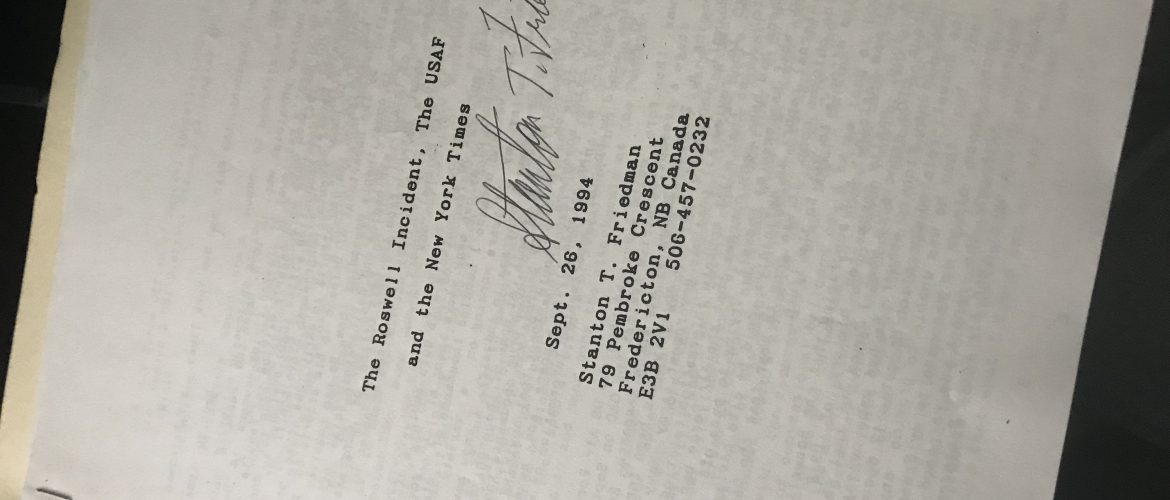 The Roswell Incident, The USAF
and the New York Times
Stanton T.
Sept. 26, 1994
Stanton T. Friedman
79 Pembroke Crescent
Fredericton, NB Canada
E3B 2V1 506-457-0232